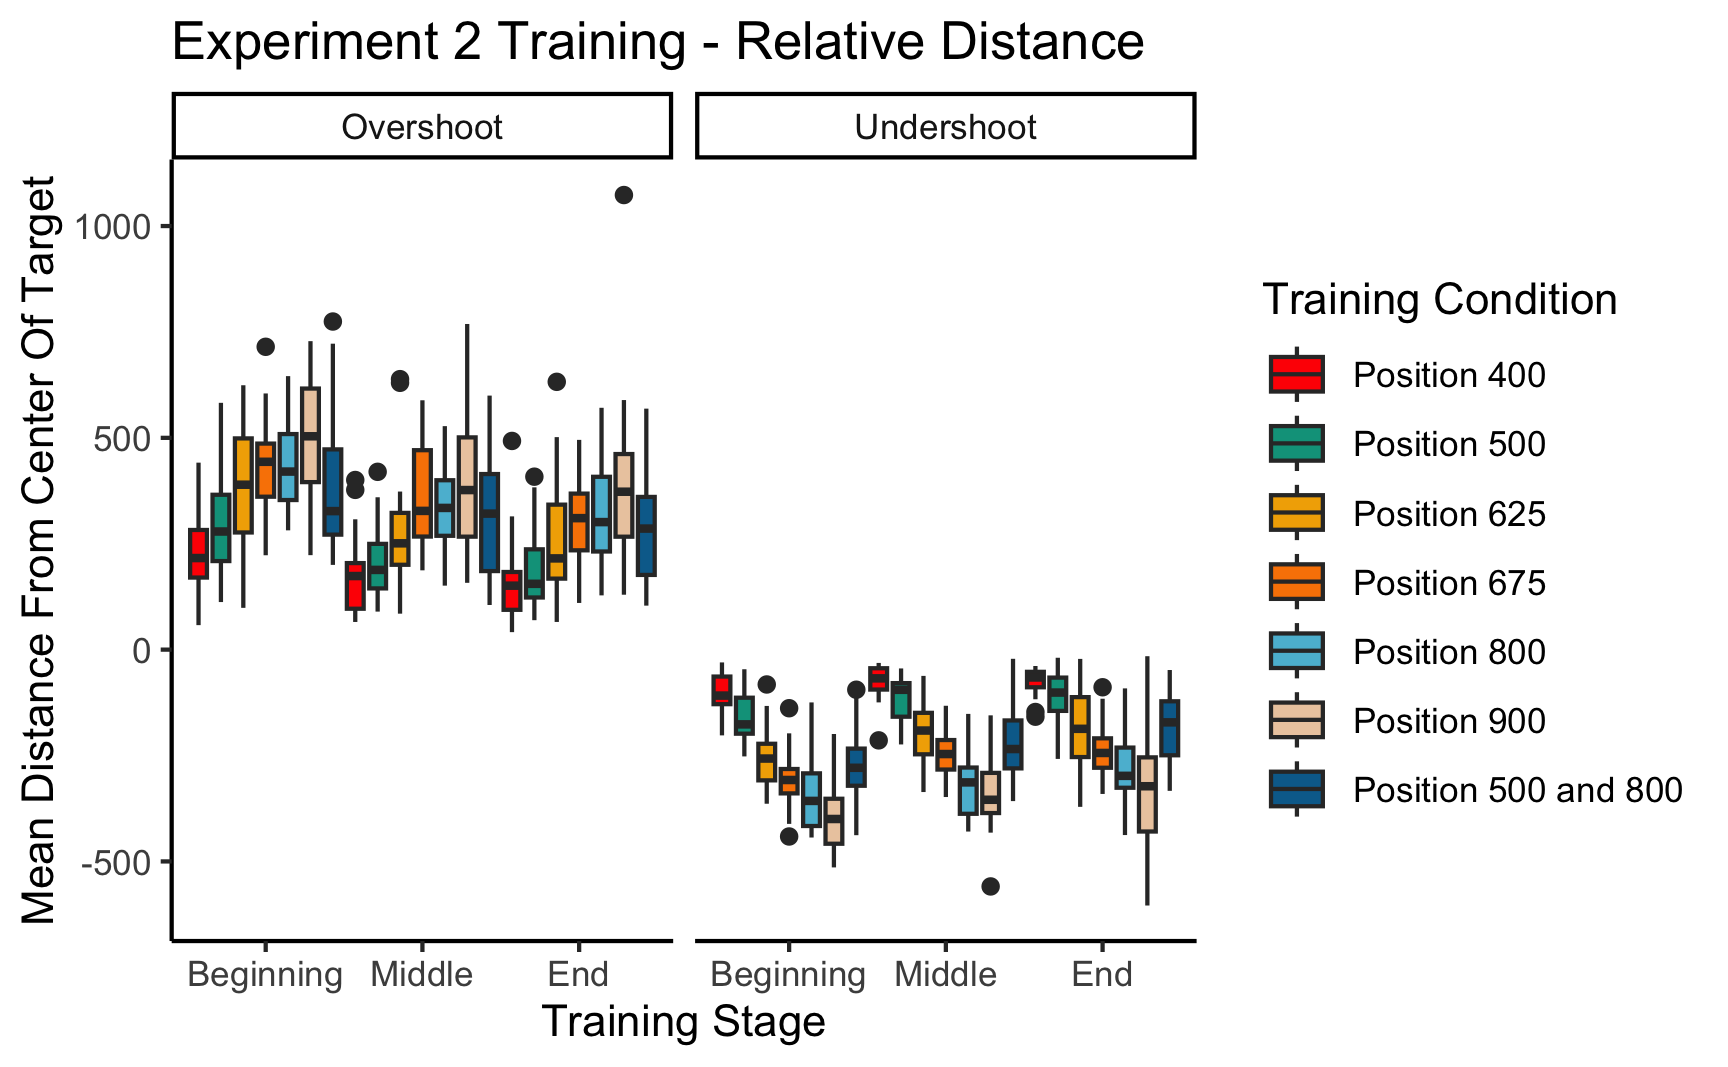 Experiment 2 Training - Relative Distance
Overshoot
Undershoot
Mean Distance From Center Of Target
1000
500
0
-500
Beginning
Middle
End
Beginning
Middle
End
Training Stage
Training Condition
Position 400
Position 500
Position 625
Position 675
Position 800
Position 900
Position 500 and 800